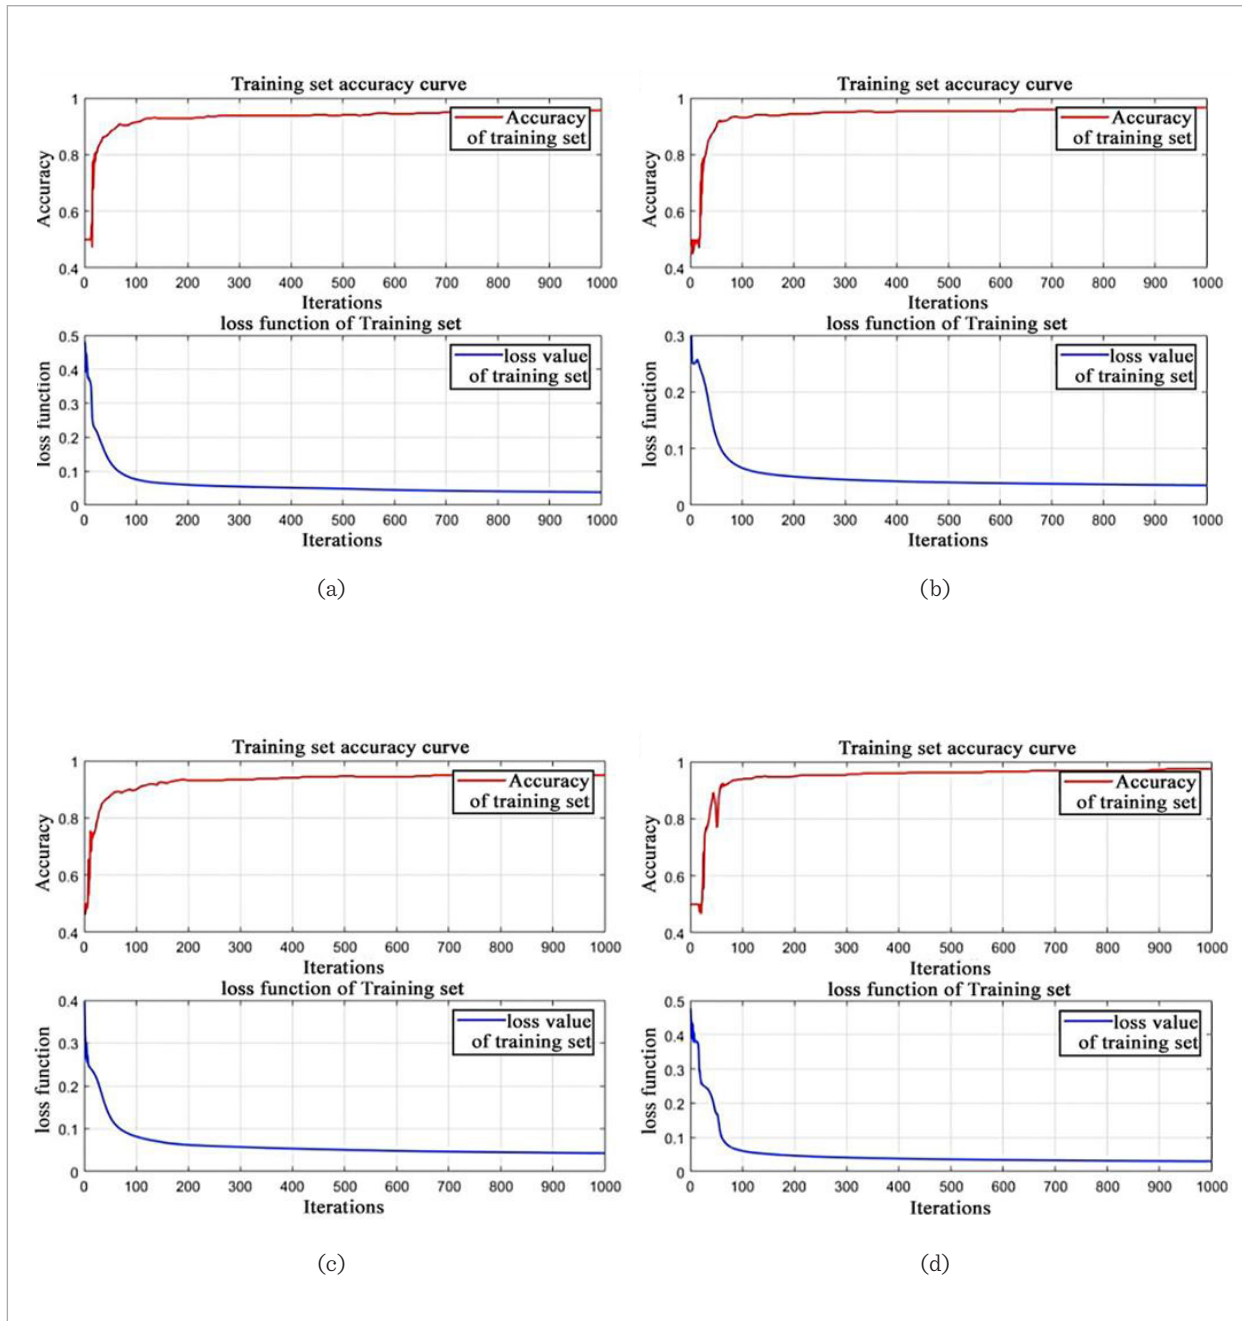 Training set accuracy curve
1
0.8
0.6
0.4
Accuracy
Accuracy
of training set
0 100 200 300 400 500 600 700 800 900 1000
Iterations
loss function of Training set
0.5
0.4
0.3
0.2
0.1
0
loss function
loss value
of training set
0 100 200 300 400 500 600 700 800 900 1000
Iterations
(a)
Training set accuracy curve
1
0.8
0.6
0.4
Accuracy
Accuracy
of training set
0 100 200 300 400 500 600 700 800 900 1000
Iterations
loss function of Training set
0.3
0.2
0.1
0
loss function
loss value
of training set
0 100 200 300 400 500 600 700 800 900 1000
Iterations
(b)
Training set accuracy curve
1
0.8
0.6
0.4
Accuracy
Accuracy
of training set
0 100 200 300 400 500 600 700 800 900 1000
Iterations
loss function of Training set
0.4
0.3
0.2
0.1
0
loss function
loss value
of training set
0 100 200 300 400 500 600 700 800 900 1000
Iterations
(c)
Training set accuracy curve
1
0.8
0.6
0.4
Accuracy
Accuracy
of training set
0 100 200 300 400 500 600 700 800 900 1000
Iterations
loss function of Training set
0.5
0.4
0.3
0.2
0.1
0
loss function
loss value
of training set
0 100 200 300 400 500 600 700 800 900 1000
Iterations
(d)